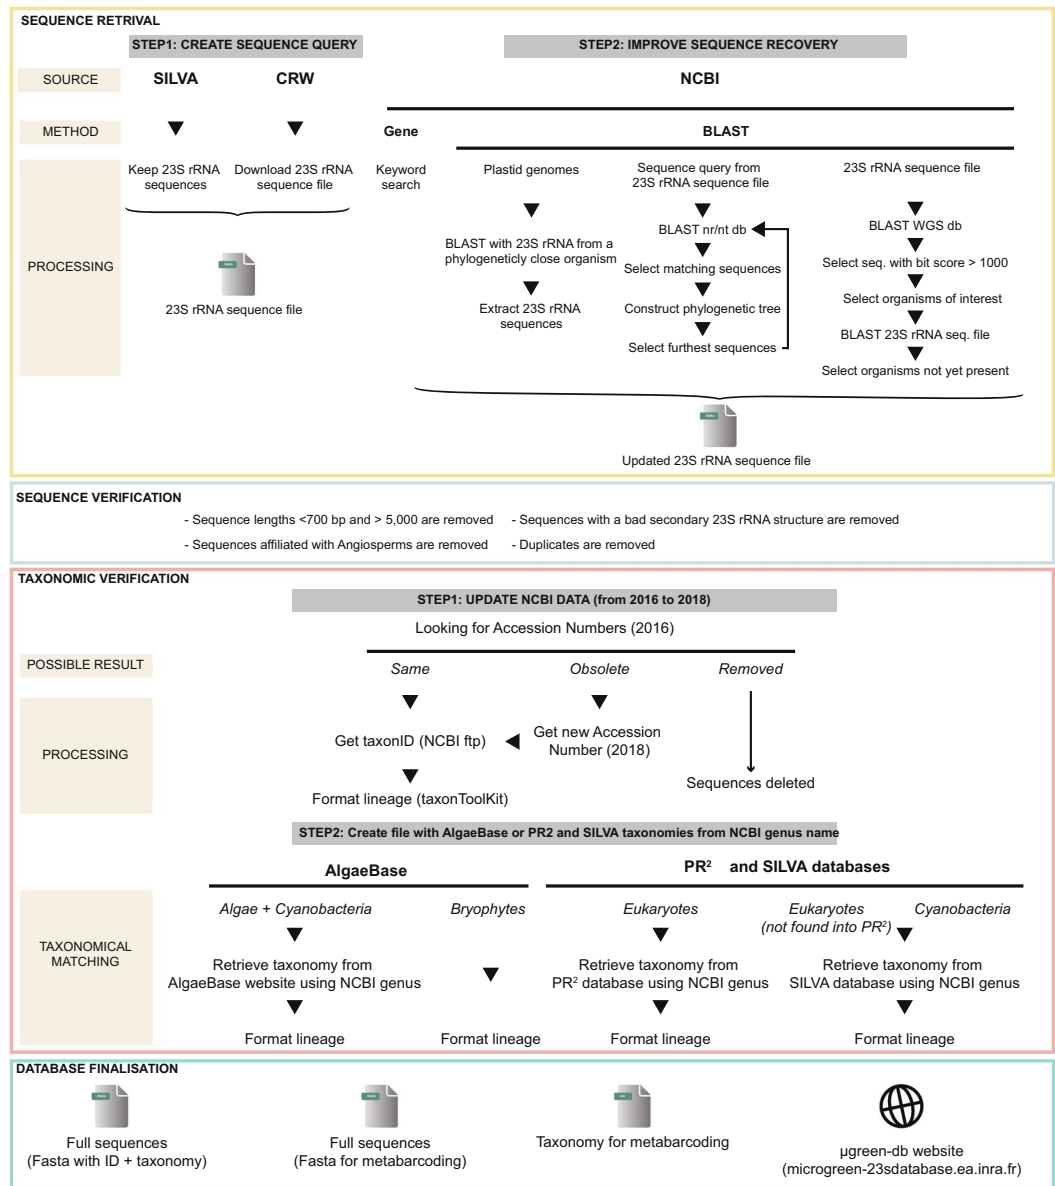 SEQUENCE RETRIVAL
STEP1: CREATE SEQUENCE QUERY
STEP2: IMPROVE SEQUENCE RECOVERY
SOURCE
SILVA
CRW
NCBI
METHOD
Gene
BLAST
PROCESSING
Keep 23S rRNA
sequences
Download 23S rRNA
sequence file
23S rRNA sequence file
Keyword
search
Plastid genomes
BLAST with 23S rRNA from a
phylogeneticly close organism
Extract 23S rRNA
sequences
Sequence query from
23S rRNA sequence file
BLAST nr/nt db
Select matching sequences
Construct phylogenetic tree
Select furthest sequences
23S rRNA sequence file
BLAST WGS db
Select seq. with bit score > 1000
Select organisms of interest
BLAST 23S rRNA seq. file
Select organisms not yet present
Updated 23S rRNA sequence file
SEQUENCE VERIFICATION
- Sequence lengths <700 bp and > 5,000 are removed
- Sequences with a bad secondary 23S rRNA structure are removed
- Sequences affiliated with Angiosperms are removed
- Duplicates are removed
TAXONOMIC VERIFICATION
STEP1: UPDATE NCBI DATA (from 2016 to 2018)
Looking for Accession Numbers (2016)
POSSIBLE RESULT
Same
Obsolete
Removed
PROCESSING
Get taxonID (NCBI ftp)
Get new Accession
Number (2018)
Sequences deleted
Format lineage (taxonToolKit)
STEP2: Create file with AlgaeBase or PR2 and SILVA taxonomies from NCBI genus name
AlgaeBase
PR² and SILVA databases
TAXONOMICAL
MATCHING
Algae + Cyanobacteria
Bryophytes
Eukaryotes
Eukaryotes
(not found into PR²)
Cyanobacteria
Retrieve taxonomy from
AlgaeBase website using NCBI genus
Retrieve taxonomy from
PR² database using NCBI genus
Retrieve taxonomy from
SILVA database using NCBI genus
Format lineage
Format lineage
Format lineage
Format lineage
DATABASE FINALISATION
Full sequences
(Fasta with ID + taxonomy)
Full sequences
(Fasta for metabarcoding)
Taxonomy for metabarcoding
µgreen-db website
(microgreen-23sdatabase.ea.inra.fr)